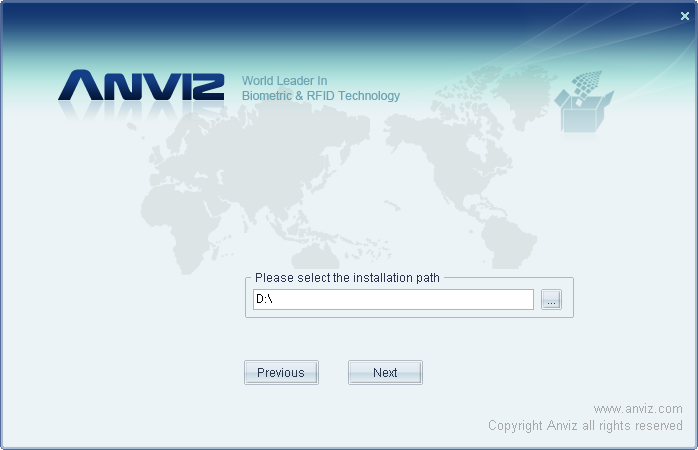 ANVIZ
World Leader In
Biometric & RFID Technology
Please select the installation path
D:\
...
Previous
Next
www.anviz.com
Copyright Anviz all rights reserved